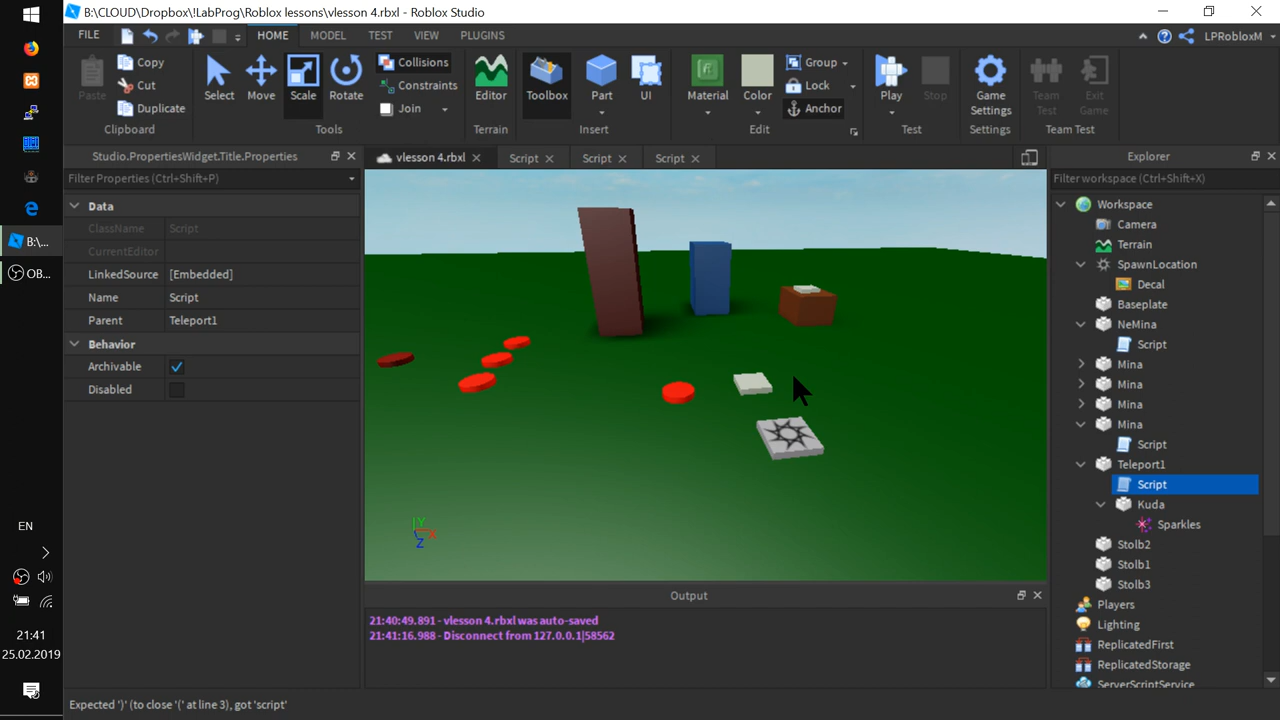 B:\CLOUD\Dropbox\!LabProg\Roblox lessons\vlesson 4.rbxl - Roblox Studio
FILE
HOME
MODEL
TEST
VIEW
PLUGINS
LPRobloxM
Paste
Copy
Cut
Duplicate
Clipboard
Select
Move
Scale
Rotate
Collisions
Constraints
Join
Tools
Editor
Terrain
Toolbox
Part
UI
Insert
Material
Color
Group
Lock
Anchor
Edit
Play
Stop
Test
Game
Settings
Settings
Team
Test
Exit
Game
Team Test
Studio.PropertiesWidget.Title.Properties
Filter Properties (Ctrl+Shift+P)
Data
ClassName Script
CurrentEditor
LinkedSource [Embedded]
Name Script
Parent Teleport1
Behavior
Archivable
Disabled
vlesson 4.rbxl
Script
Script
Script
Y
X
Z
Output
21:40:49.891 - vlesson 4.rbxl was auto-saved
21:41:16.988 - Disconnect from 127.0.0.1|58562
Explorer
Filter workspace (Ctrl+Shift+X)
Workspace
Camera
Terrain
SpawnLocation
Decal
Baseplate
NeMina
Script
Mina
Mina
Mina
Mina
Script
Teleport1
Script
Kuda
Sparkles
Stolb2
Stolb1
Stolb3
Players
Lighting
ReplicatedFirst
ReplicatedStorage
ServerScriptService
B:\...
OB...
EN
21:41
25.02.2019
Expected ')' (to close '(' at line 3), got 'script'